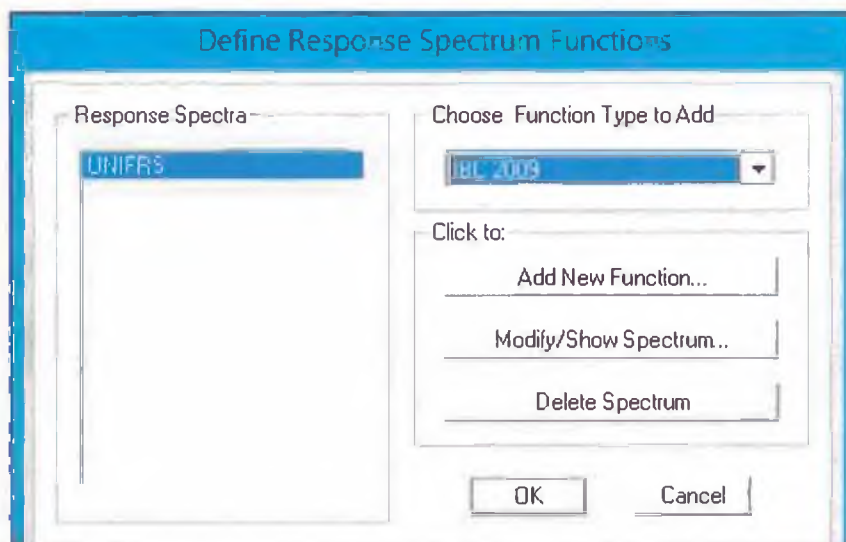 Define Response Spectrum Functions
Response Spectra
UNIFRS
Choose Function Type to Add
IBC 2009
Click to:
Add New Function...
Modify/Show Spectrum...
Delete Spectrum
OK
Cancel